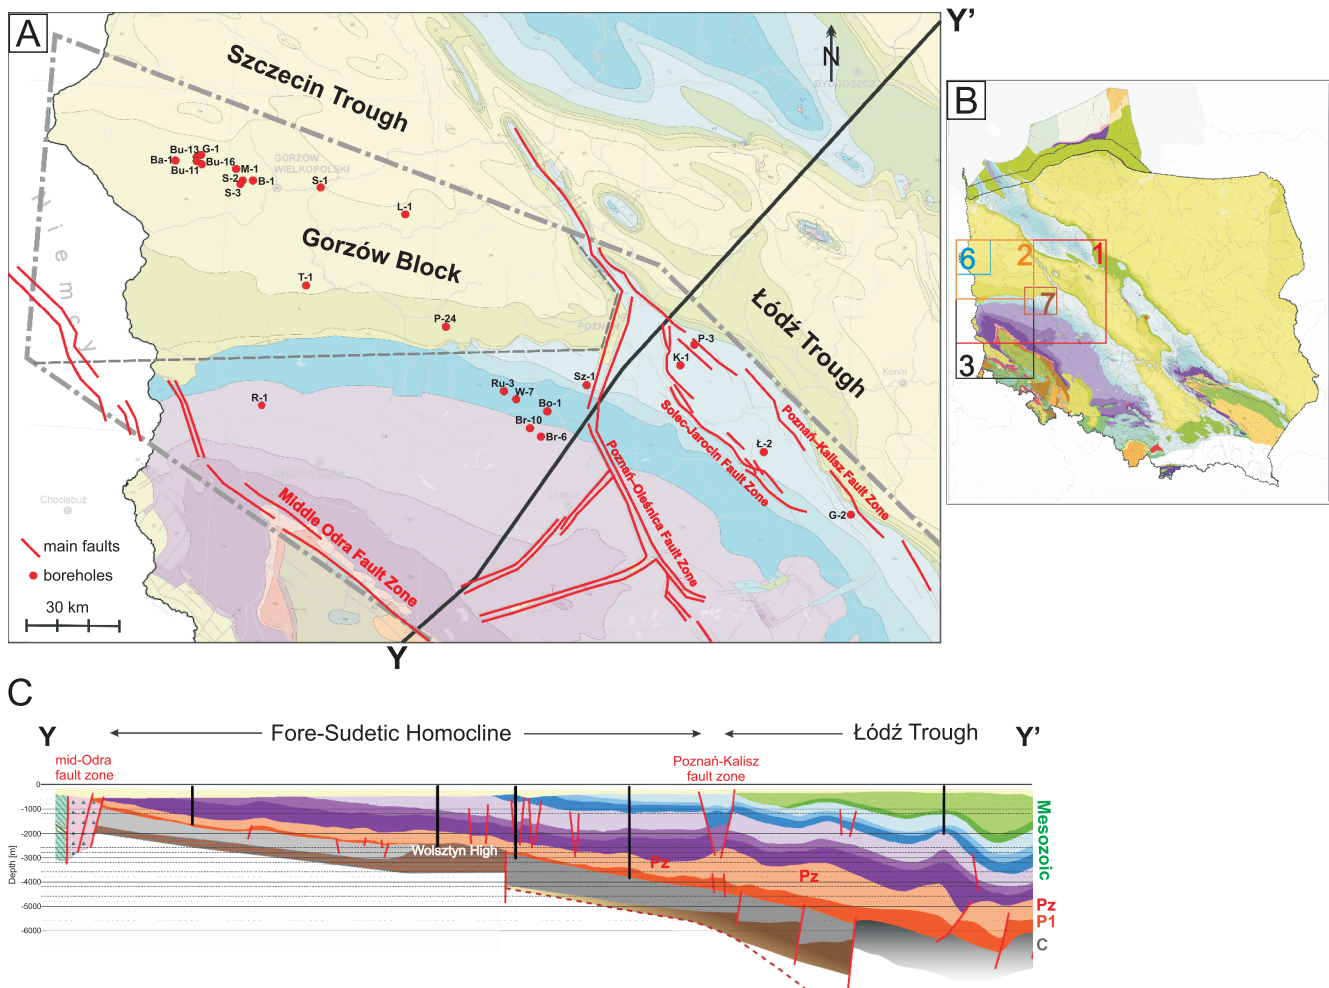 A
Y'
N
Szczecin Trough
BYDGOSZCZ
B
Bu-13
G-1
Ba-1
Bu-16
Bu-11
M-1
GORZÓW
WIELKOPOLSKI
S-2
B-1
S-3
S-1
L-1
Gorzów Block
Niemcy
T-1
Łódź Trough
P-24
POZNAŃ
P-3
K-1
Konin
Sz-1
Ru-3
W-7
R-1
Bo-1
Br-10
Br-6
Solec-Jarocin Fault Zone
Poznań-Kalisz Fault Zone
Ł-2
Poznań-Oleśnica Fault Zone
G-2
Chociebuż
Middle Odra Fault Zone
main faults
boreholes
30 km
Y
1
2
6
7
3
C
Y
Fore-Sudetic Homocline
Łódź Trough
Y'
mid-Odra
fault zone
Poznań-Kalisz
fault zone
0
-1000
-2000
-3000
-4000
-5000
-6000
Depth [m]
Wolsztyn High
Pz
Pz
Mesozoic
Pz
P1
C